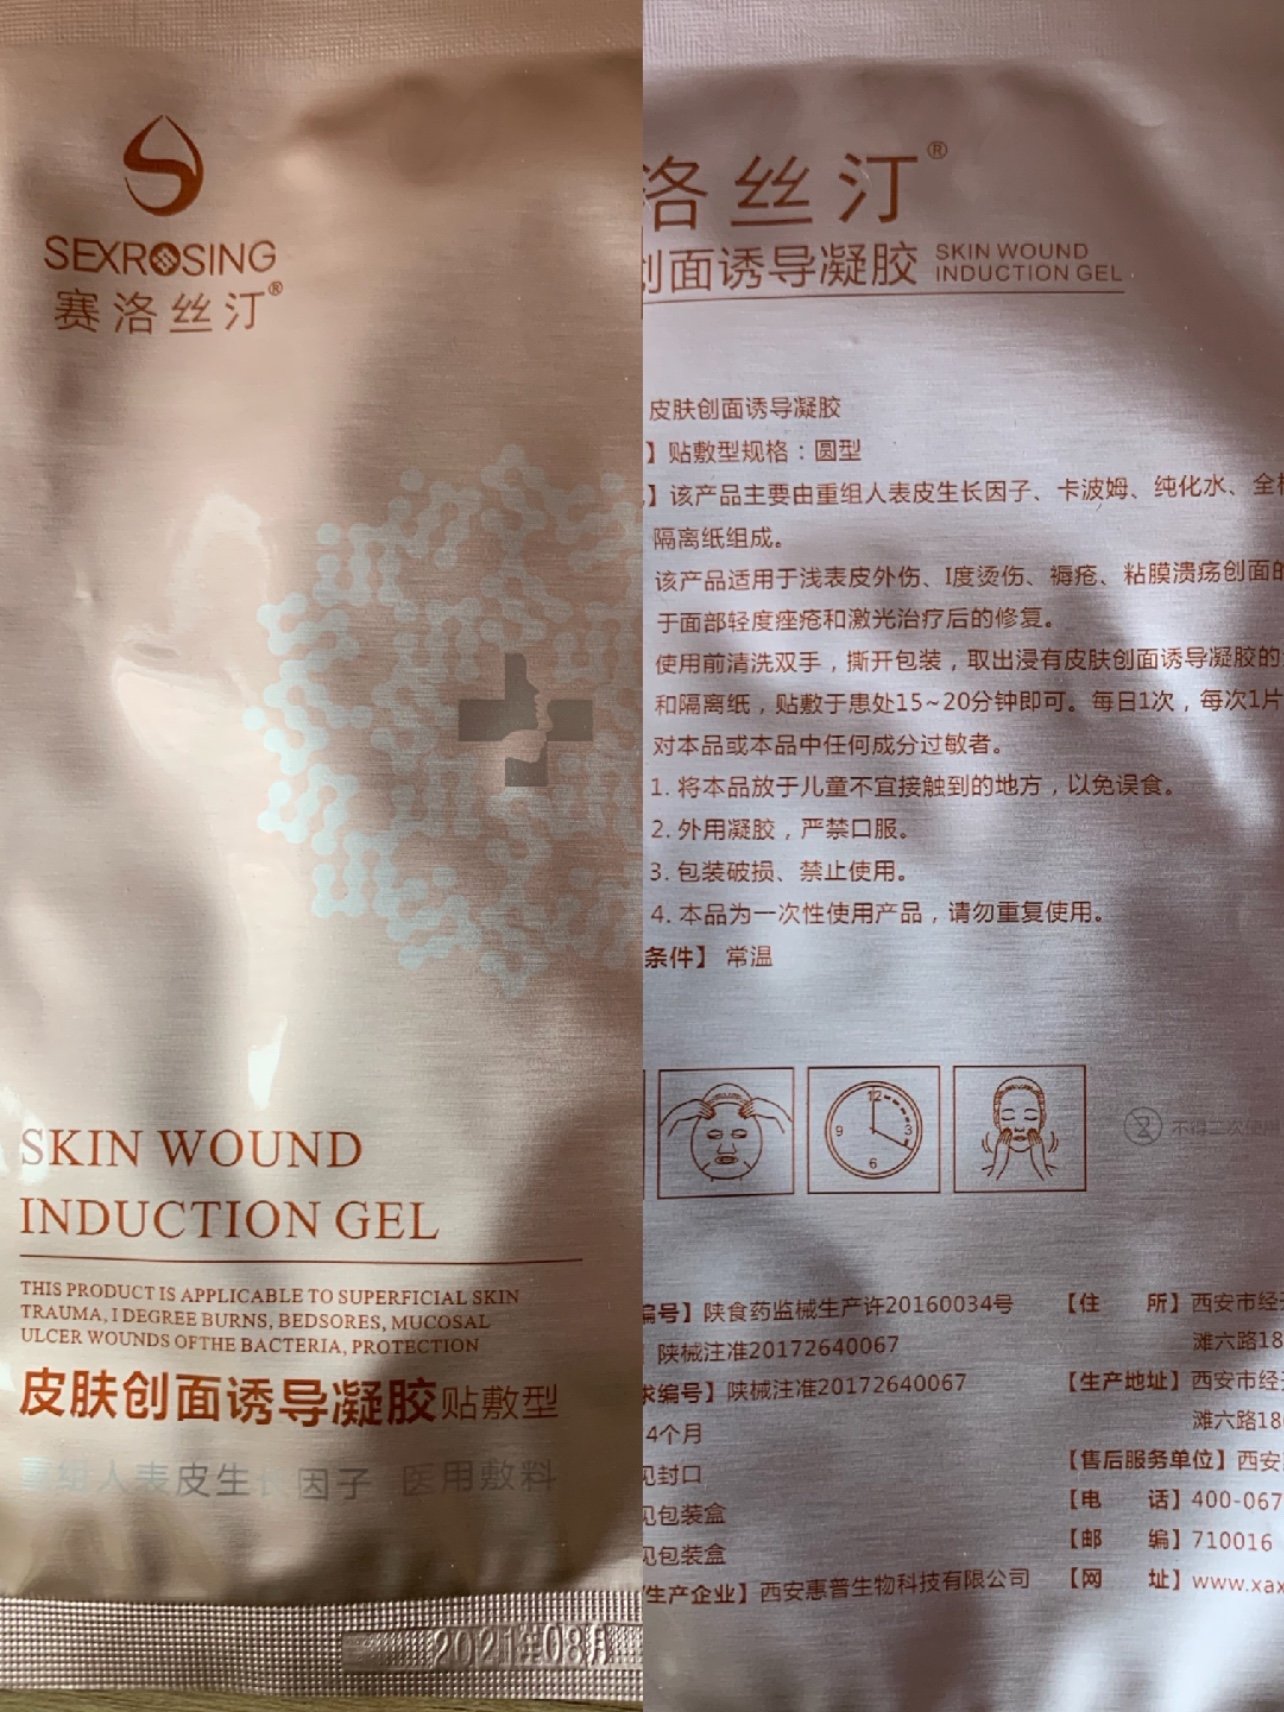 SEXROSING
赛洛丝汀®
SKIN WOUND
INDUCTION GEL
THIS PRODUCT IS APPLICABLE TO SUPERFICIAL SKIN
TRAUMA, I DEGREE BURNS, BEDSORES, MUCOSAL
ULCER WOUNDS OFTHE BACTERIA, PROTECTION
皮肤创面诱导凝胶贴敷型
重组人表皮生长因子 医用敷料
2021年08月
洛丝汀®
创面诱导凝胶 SKIN WOUND
INDUCTION GEL
皮肤创面诱导凝胶
】贴敷型规格：圆型
】该产品主要由重组人表皮生长因子、卡波姆、纯化水、全
隔离纸组成。
该产品适用于浅表皮外伤、I度烫伤、褥疮、粘膜溃疡创面的
于面部轻度痤疮和激光治疗后的修复。
使用前清洗双手，撕开包装，取出浸有皮肤创面诱导凝胶的
和隔离纸，贴敷于患处15~20分钟即可。每日1次，每次1片
对本品或本品中任何成分过敏者。
1. 将本品放于儿童不宜接触到的地方，以免误食。
2. 外用凝胶，严禁口服。
3. 包装破损、禁止使用。
4. 本品为一次性使用产品，请勿重复使用。
条件】 常温
12
9 3
6
2 不得二次使用
编号】陕食药监械生产许20160034号
陕械注准20172640067
求编号】陕械注准20172640067
4个月
见封口
见包装盒
见包装盒
生产企业】西安惠普生物科技有限公司
【住 所】西安市经
滩六路18
【生产地址】西安市经
滩六路18
【售后服务单位】西安
【电 话】400-067
【邮 编】710016
【网 址】www.xax